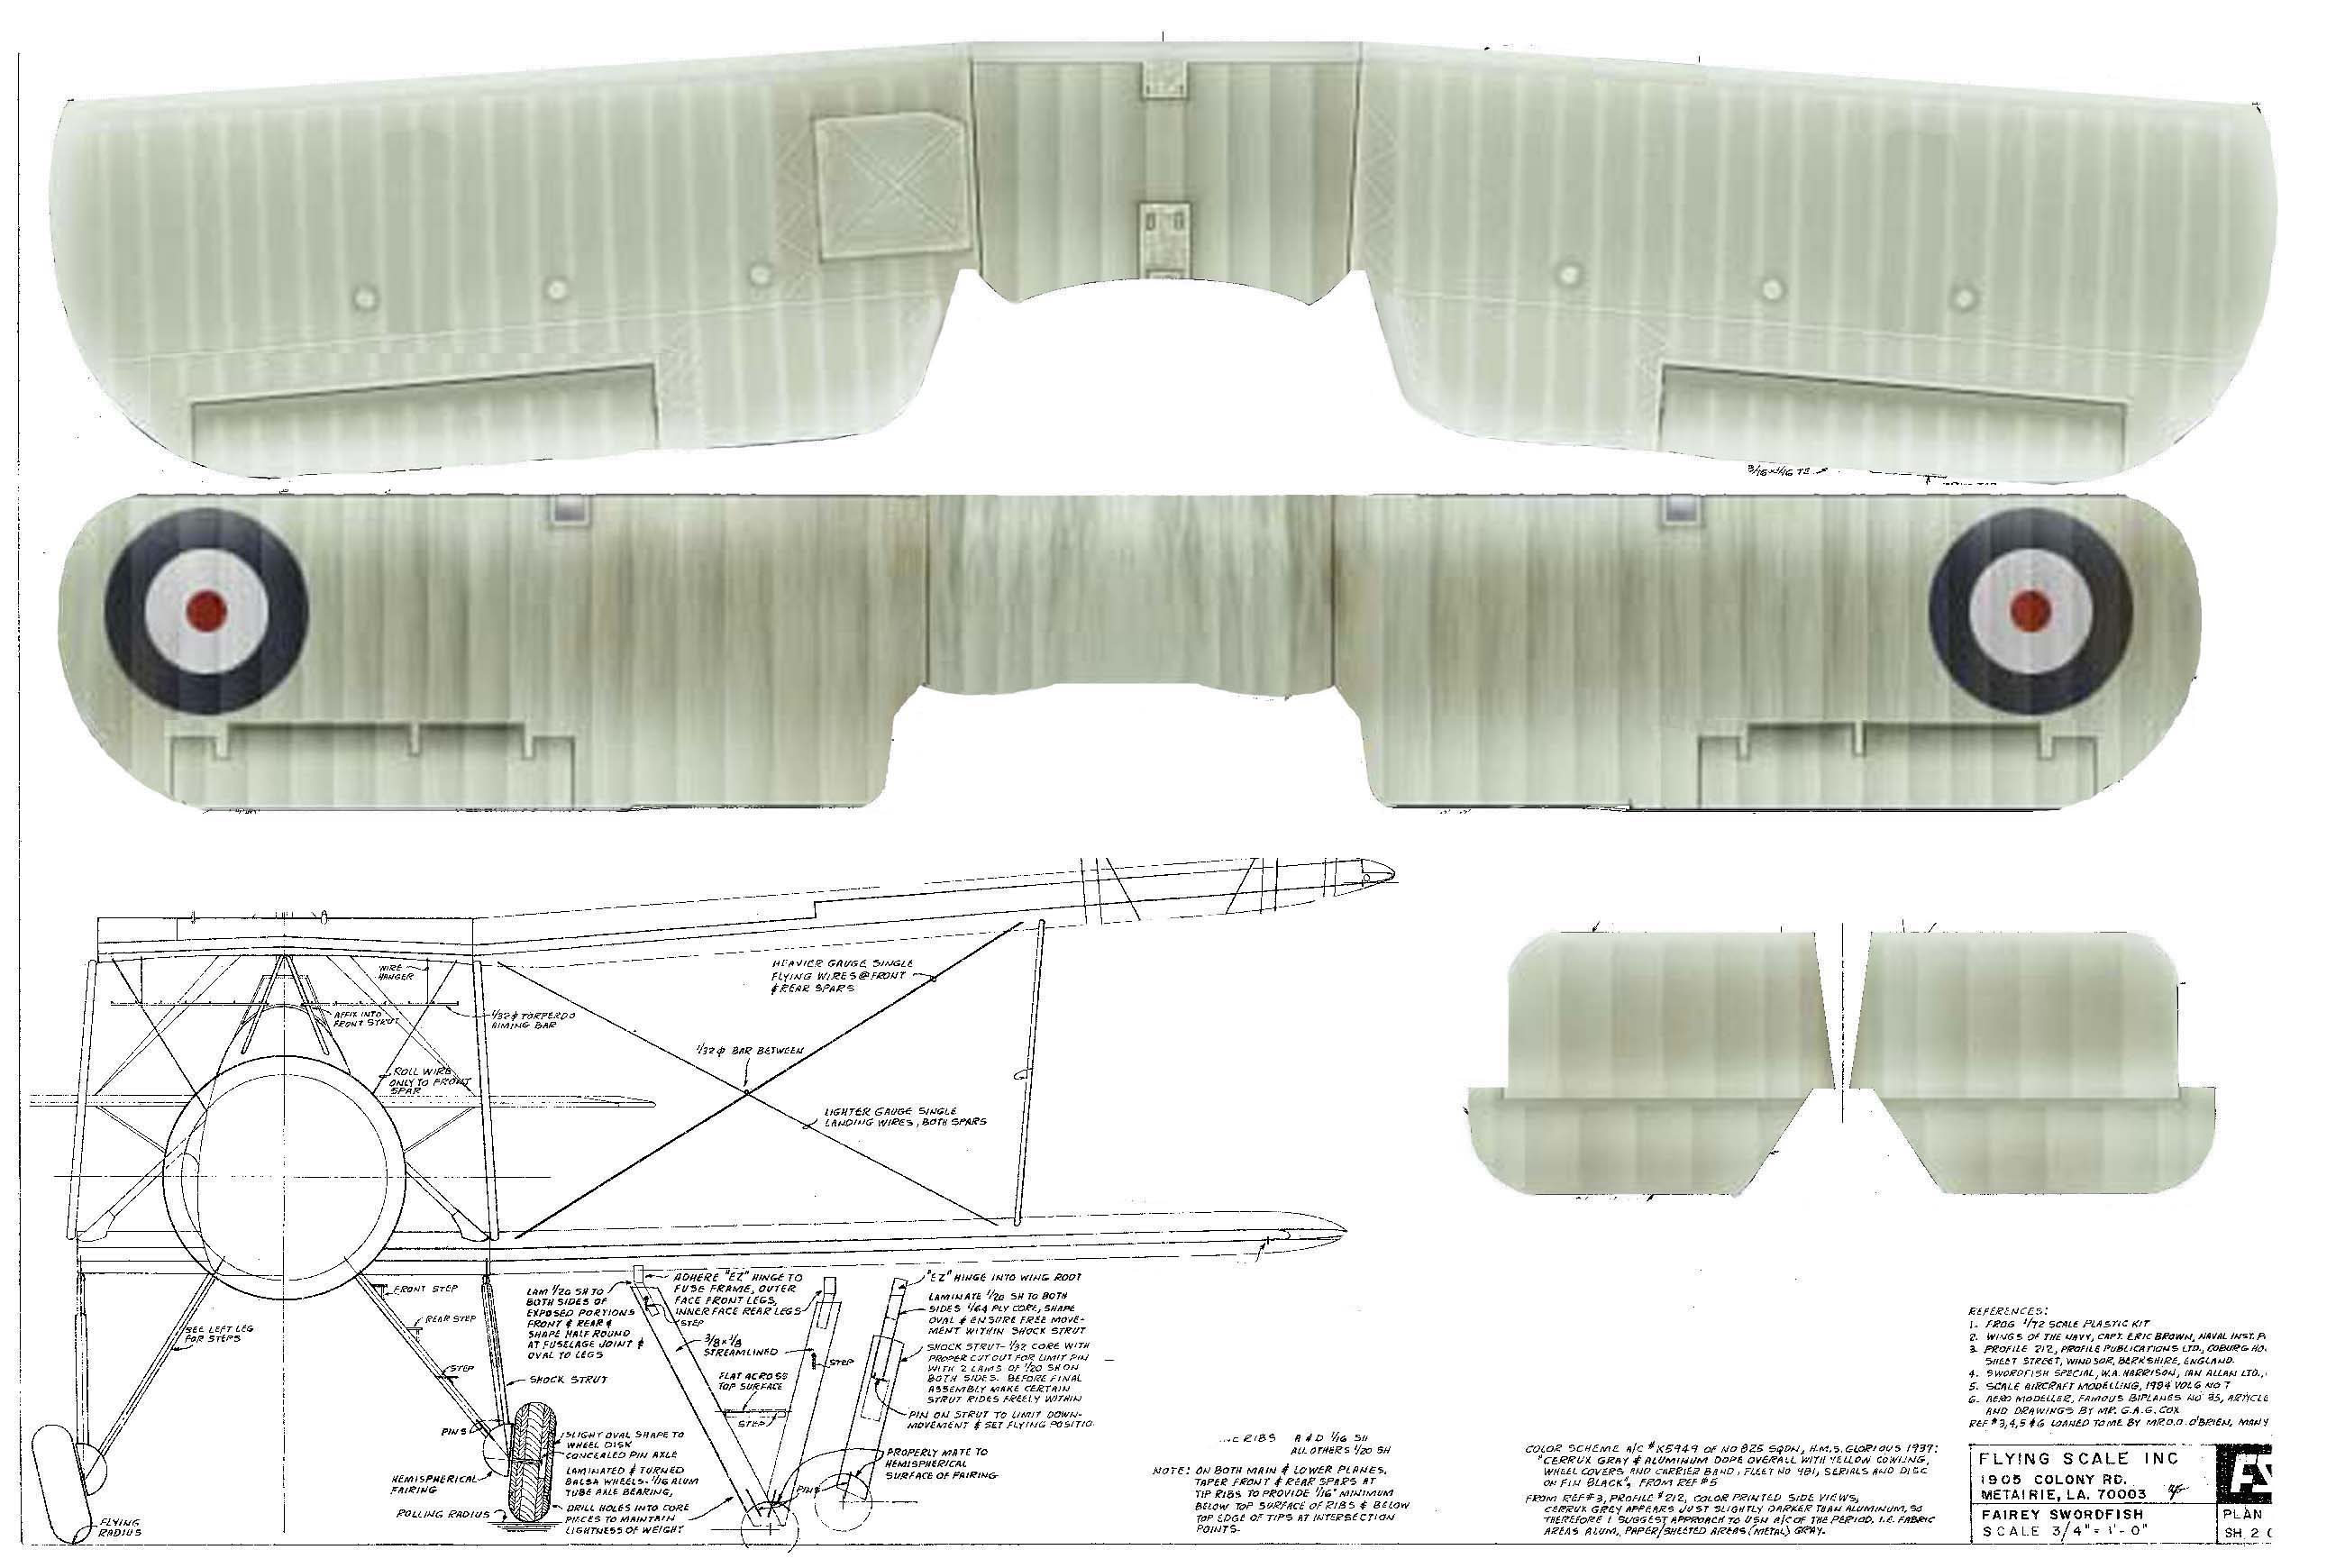 3/16 x 1/16 TE
WIRE
HANGER
HEAVIER GAUGE SINGLE
FLYING WIRES @ FRONT
& REAR SPARS
AFFIX INTO
FRONT STRUT
1/32 ϕ TORPERDO
AIMING BAR
1/32 ϕ BAR BETWEEN
ROLL WIRE
ONLY TO FRONT
SPAR
LIGHTER GAUGE SINGLE
LANDING WIRES, BOTH SPARS
FRONT STEP
REAR STEP
SEE LEFT LEG
FOR STEPS
STEP
SHOCK STRUT
LAM 1/20 SH TO
BOTH SIDES OF
EXPOSED PORTIONS
FRONT & REAR &
SHAPE HALF ROUND
AT FUSELAGE JOINT &
OVAL TO LEGS
ADHERE "EZ" HINGE TO
FUSE FRAME, OUTER
FACE FRONT LEGS,
INNER FACE REAR LEGS
STEP
3/8 x 1/8
STREAMLINED
STEP
FLAT ACROSS
TOP SURFACE
STEP
"EZ" HINGE INTO WING ROOT
LAMINATE 1/20 SH TO BOTH
SIDES 1/64 PLY CORE, SHAPE
OVAL & ENSURE FREE MOVE-
MENT WITHIN SHOCK STRUT
SHOCK STRUT- 1/32 CORE WITH
PROPER CUT OUT FOR LIMIT PIN
WITH 2 LAMS OF 1/20 SH ON
BOTH SIDES. BEFORE FINAL
ASSEMBLY MAKE CERTAIN
STRUT RIDES FREELY WITHIN
PIN ON STRUT TO LIMIT DOWN-
MOVEMENT & SET FLYING POSITIO
PROPERLY MATE TO
HEMISPHERICAL
SURFACE OF FAIRING
PINS
PINS
SLIGHT OVAL SHAPE TO
WHEEL DISK
CONCEALED PIN AXLE
LAMINATED & TURNED
BALSA WHEELS- 1/16 ALUM
TUBE AXLE BEARING,
DRILL HOLES INTO CORE
PIECES TO MAINTAIN
LIGHTNESS OF WEIGHT
HEMISPHERICAL
FAIRING
ROLLING RADIUS
FLYING
RADIUS
RIBS A & D 1/16 SH
ALL OTHERS 1/20 SH
NOTE: ON BOTH MAIN & LOWER PLANES,
TAPER FRONT & REAR SPARS AT
TIP RIBS TO PROVIDE 1/16" MINIMUM
BELOW TOP SURFACE OF RIBS & BELOW
TOP EDGE OF TIPS AT INTERSECTION
POINTS.
COLOR SCHEME A/C #K5949 OF NO 825 SQDN, H.M.S. GLORIOUS 1937:
"CERRUX GRAY & ALUMINUM DOPE OVERALL WITH YELLOW COWLING,
WHEEL COVERS AND CARRIER BAND, FLEET NO 981, SERIALS AND DISC
ON FIN BLACK", FROM REF #5
FROM REF #3, PROFILE #212, COLOR PRINTED SIDE VIEWS,
CERRUX GREY APPEARS JUST SLIGHTLY DARKER THAN ALUMINUM, SO
THEREFORE I SUGGEST APPROACH TO USN A/C OF THE PERIOD. I.E. FABRIC
AREAS ALUM., PAPER/SHEETED AREAS (METAL) GRAY.
REFERENCES:
1. FROG 1/72 SCALE PLASTIC KIT
2. WINGS OF THE NAVY, CAPT. ERIC BROWN, NAVAL INST. P
3. PROFILE 212, PROFILE PUBLICATIONS LTD., COBURG HO.
SHEET STREET, WINDSOR, BERKSHIRE, ENGLAND.
4. SWORDFISH SPECIAL, W.A. HARRISON, IAN ALLAN LTD.,
5. SCALE AIRCRAFT MODELLING, 1984 VOL 6 NO 7
6. AERO MODELLER, FAMOUS BIPLANES NO 35, ARTICLE
AND DRAWINGS BY MR. G.A.G. COX
REF #3,4,5 & 6 LOANED TO ME BY MR. D.D. O'BRIEN, MANY
FLYING SCALE INC
1905 COLONY RD.
METAIRIE, LA. 70003
FAIREY SWORDFISH
SCALE 3/4" = 1'-0"
FS
PLAN
SH 2